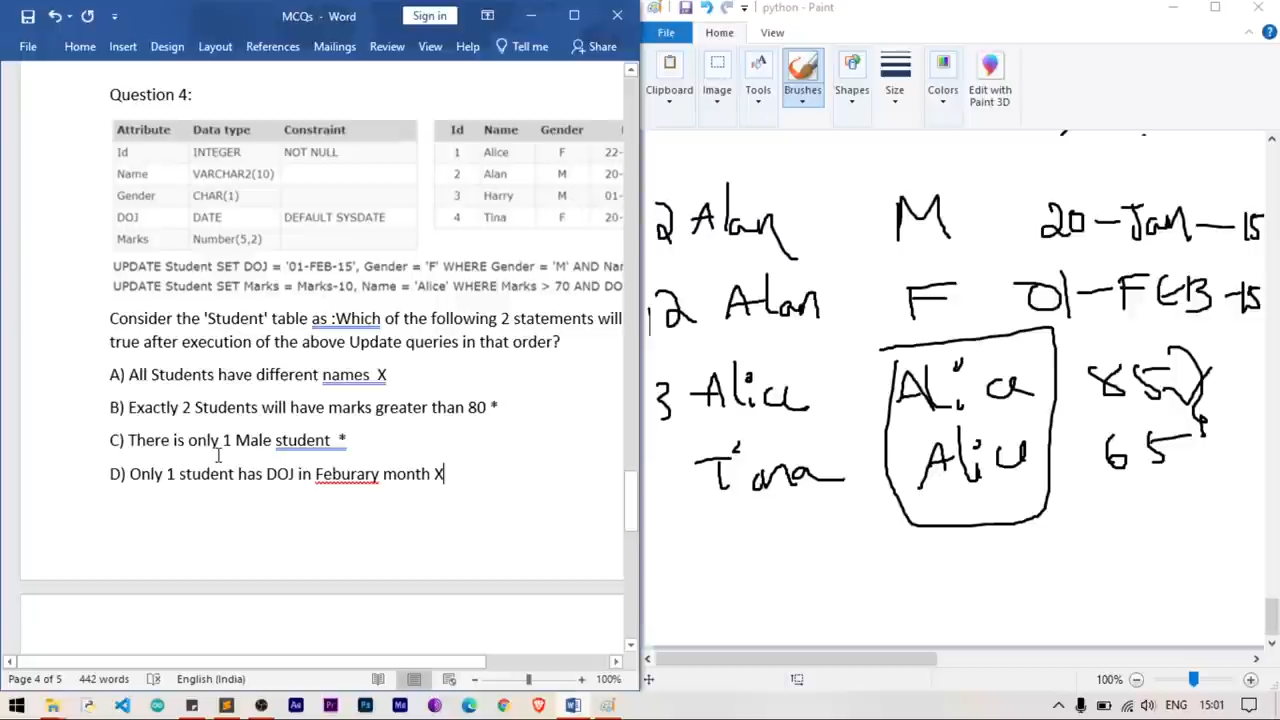 MCQs - Word
Sign in
python - Paint
File Home Insert Design Layout References Mailings Review View Help Tell me Share
File Home View
Clipboard Image Tools Brushes Shapes Size Colors Edit with Paint 3D
Question 4:
Attribute Data type Constraint
Id INTEGER NOT NULL
Name VARCHAR2(10)
Gender CHAR(1)
DOJ DATE DEFAULT SYSDATE
Marks Number(5,2)
Id Name Gender
1 Alice F 22-
2 Alan M 20-
3 Harry M 01-
4 Tina F 20-
UPDATE Student SET DOJ = '01-FEB-15', Gender = 'F' WHERE Gender = 'M' AND Nar
UPDATE Student SET Marks = Marks-10, Name = 'Alice' WHERE Marks > 70 AND DO
Consider the 'Student' table as :Which of the following 2 statements will
true after execution of the above Update queries in that order?
A) All Students have different names X
B) Exactly 2 Students will have marks greater than 80 *
C) There is only 1 Male student *
D) Only 1 student has DOJ in Feburary month X
2 Alan M 20-Jan-15
2 Alan F 01-FEB-15
3 Alice Alice 85
Tina Alice 65
Page 4 of 5 442 words English (India) 100%
100%
ENG 15:01